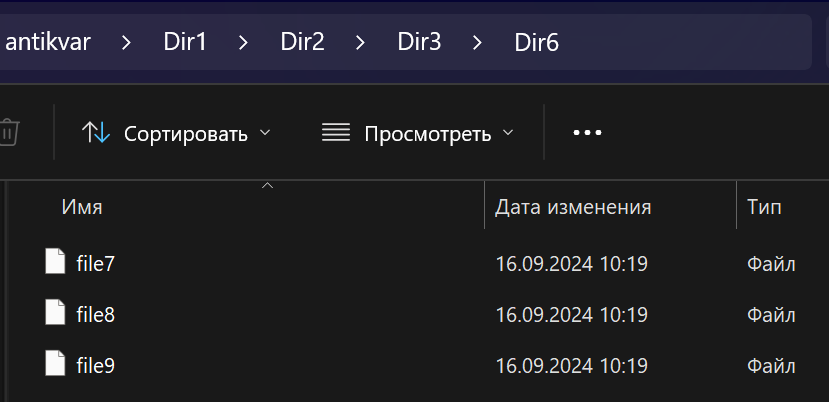 antikvar > Dir1 > Dir2 > Dir3 > Dir6
Сортировать Просмотреть •••
Имя Дата изменения Тип
file7 16.09.2024 10:19 Файл
file8 16.09.2024 10:19 Файл
file9 16.09.2024 10:19 Файл